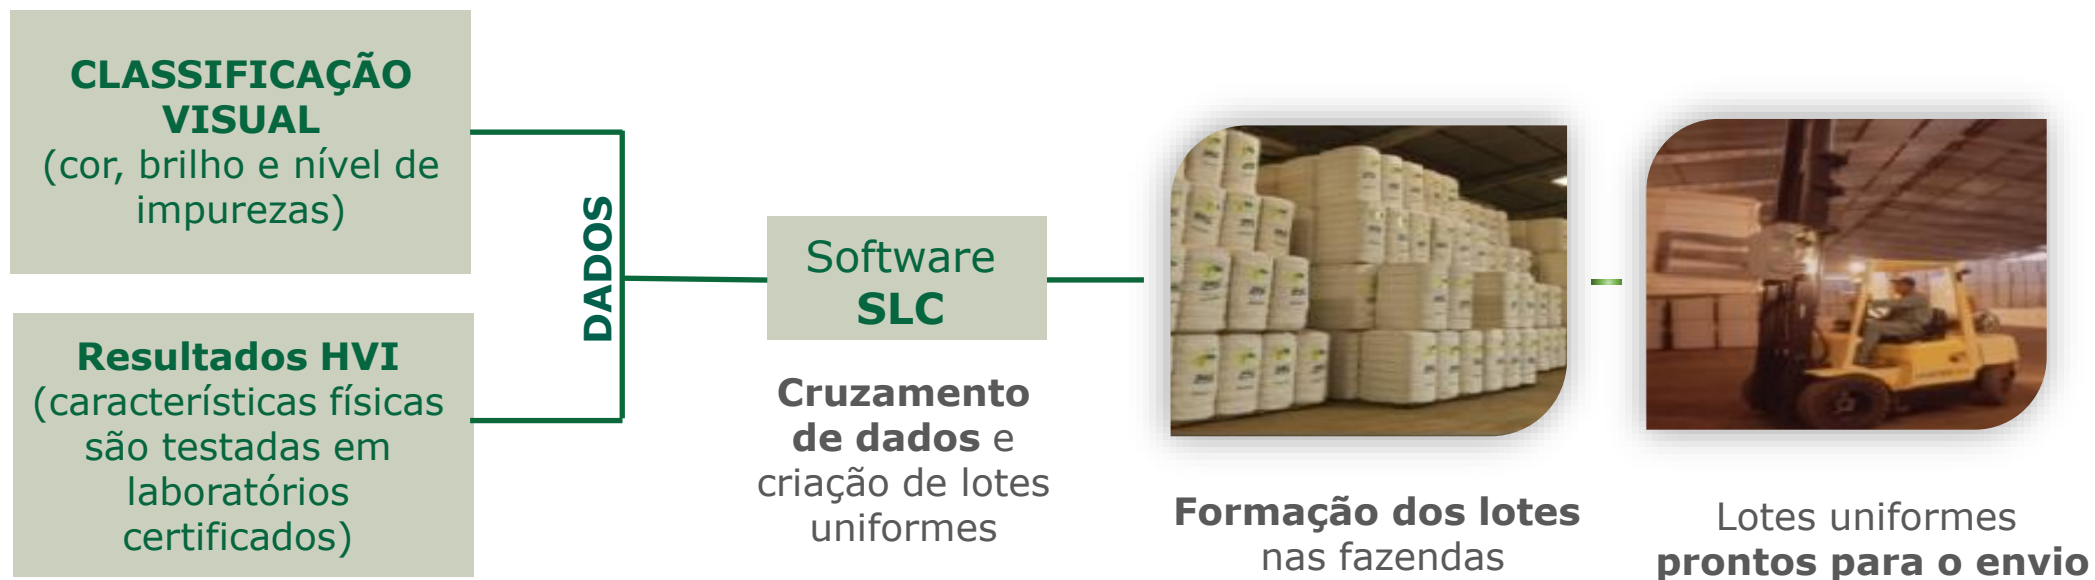 CLASSIFICAÇÃO
VISUAL
(cor, brilho e nível de
impurezas)
Resultados HVI
(características físicas
são testadas em
laboratórios
certificados)
DADOS
Software
SLC
Cruzamento
de dados e
criação de lotes
uniformes
Formação dos lotes
nas fazendas
Lotes uniformes
prontos para o envio